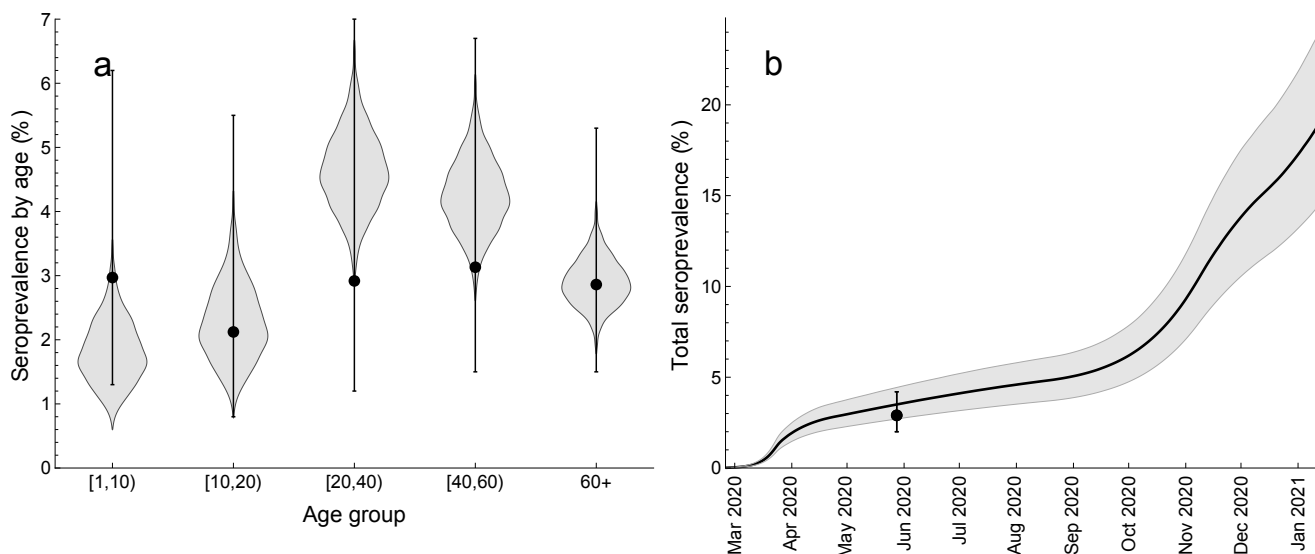 a
Seroprevalence by age (%)
7
6
5
4
3
2
1
0
[1,10)
[10,20)
[20,40)
[40,60)
60+
Age group
b
Total seroprevalence (%)
20
15
10
5
0
Mar 2020
Apr 2020
May 2020
Jun 2020
Jul 2020
Aug 2020
Sep 2020
Oct 2020
Nov 2020
Dec 2020
Jan 2021